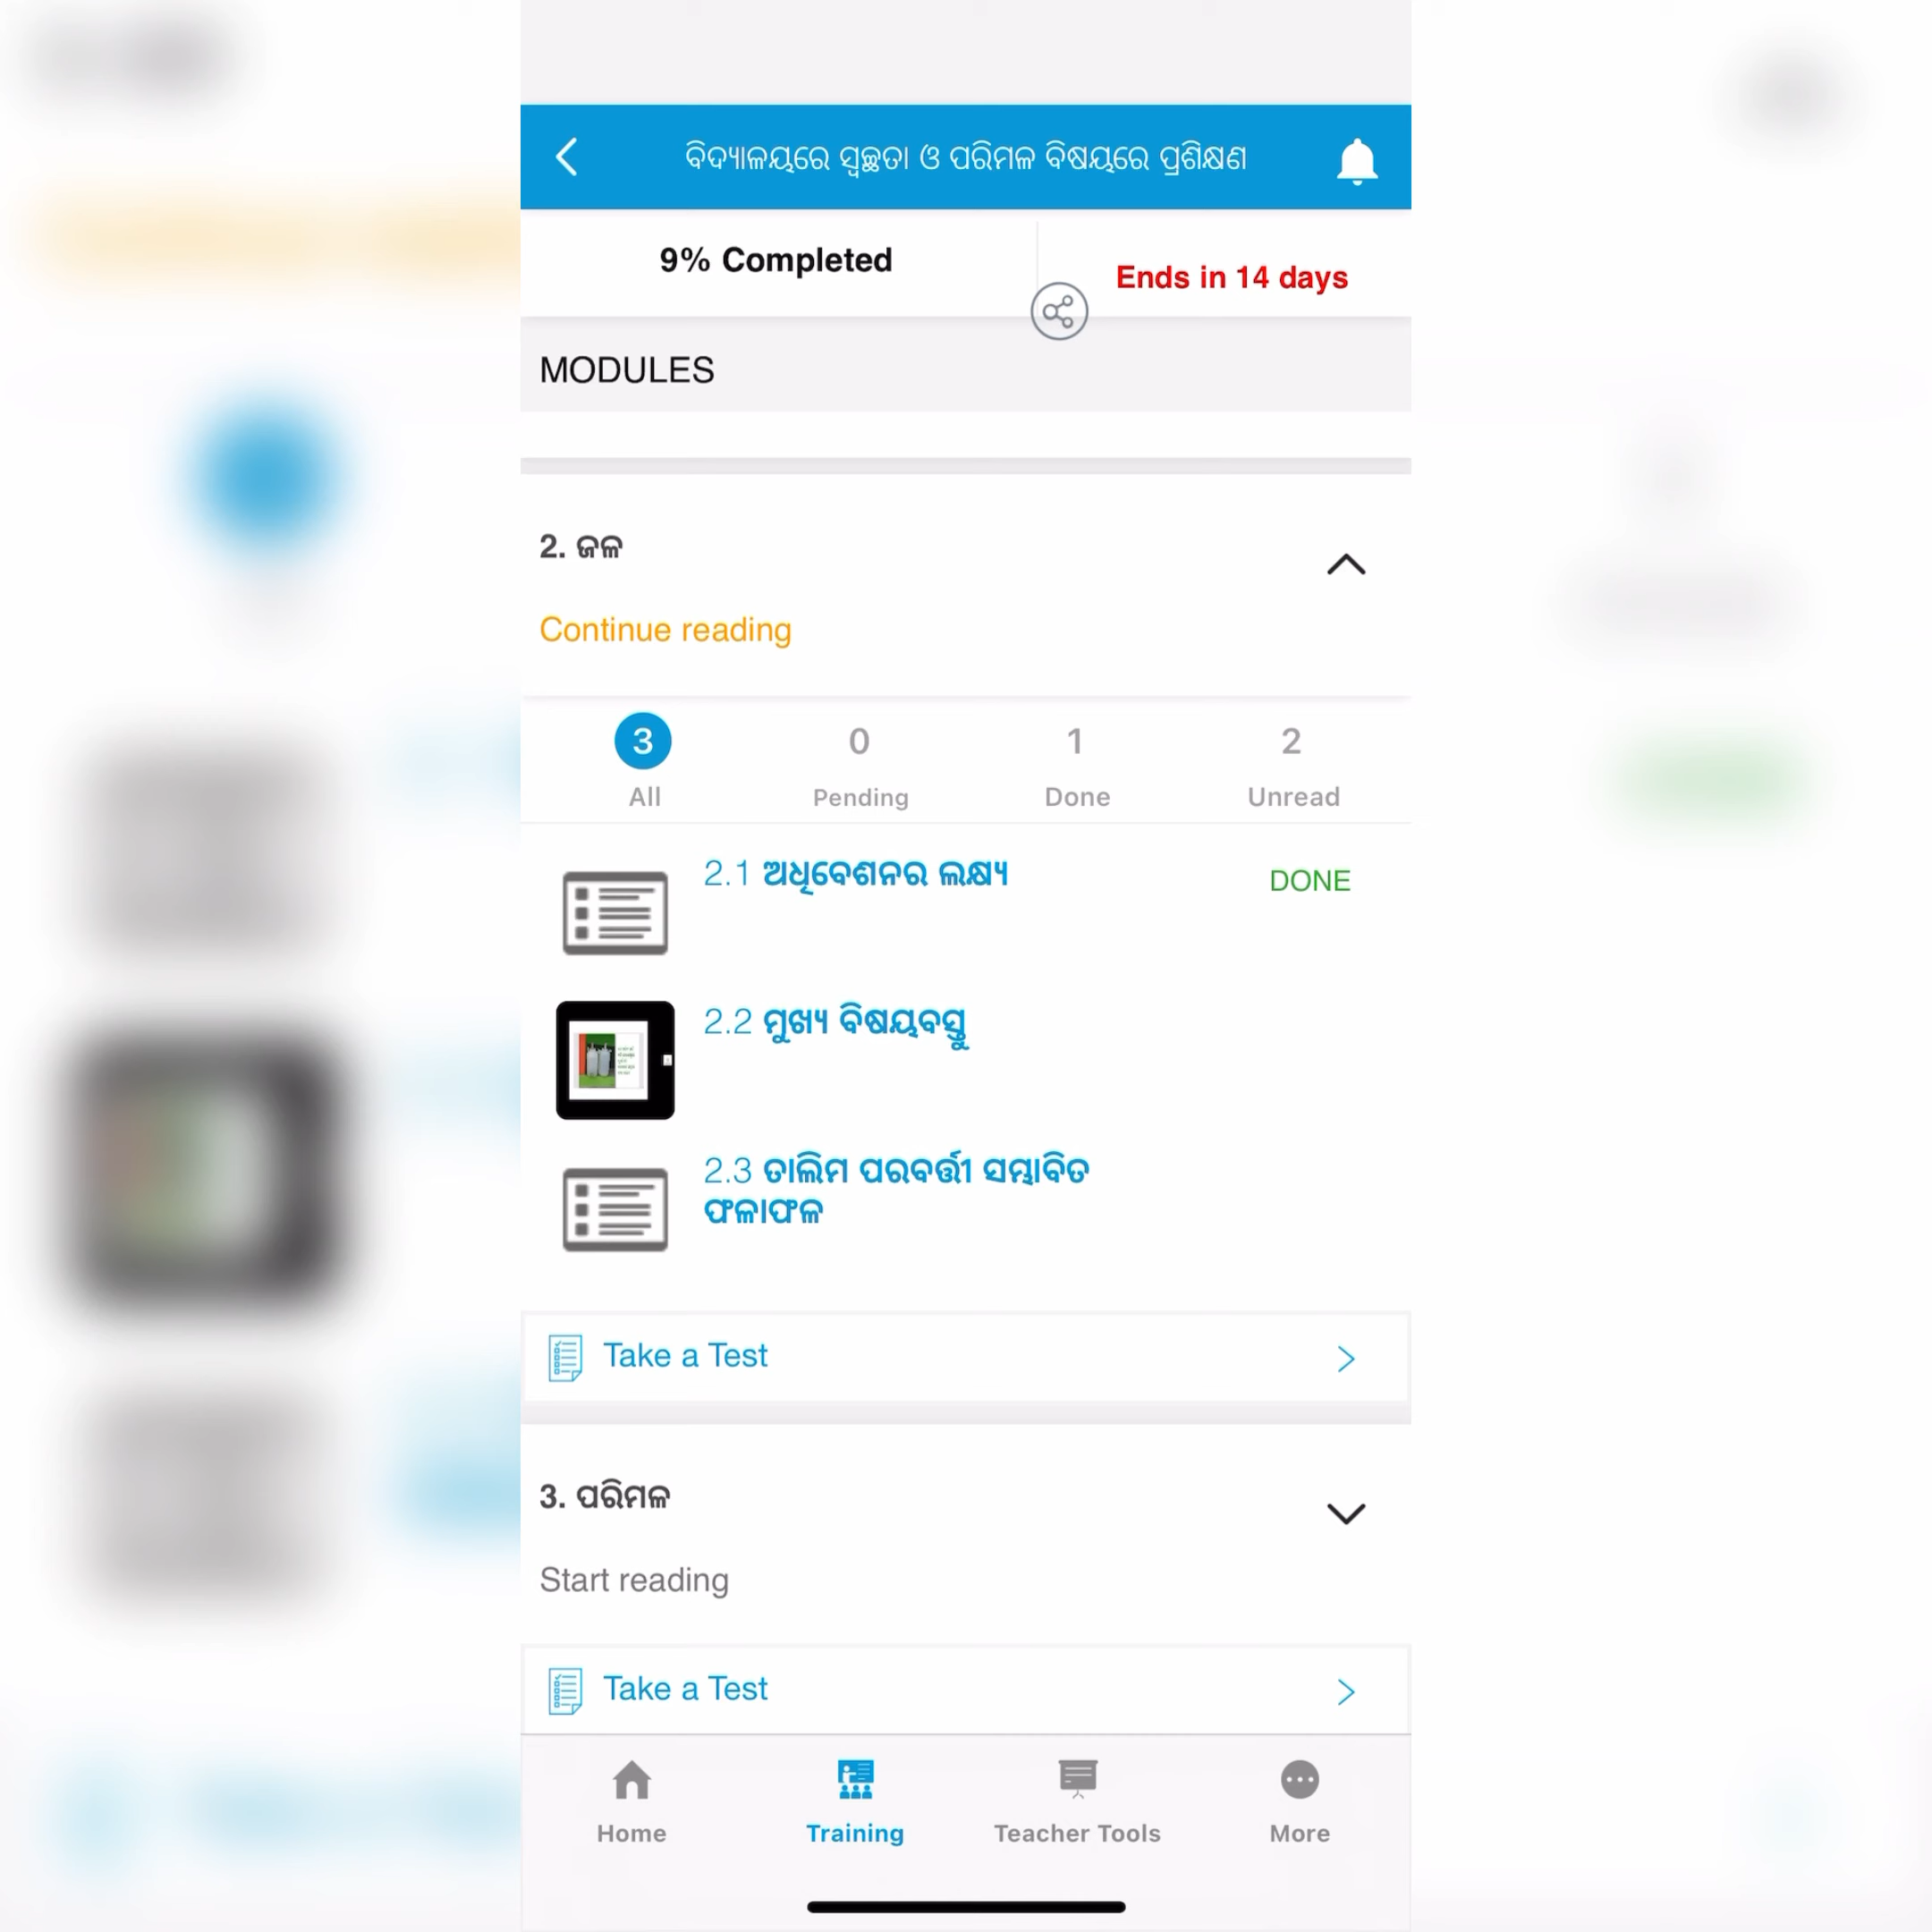 ବିଦ୍ୟାଳୟରେ ସ୍ୱଚ୍ଛତା ଓ ପରିମଳ ବିଷୟରେ ପ୍ରଶିକ୍ଷଣ
9% Completed
Ends in 14 days
MODULES
2. ଜଳ
Continue reading
3 0 1 2
All Pending Done Unread
2.1 ଅଧିବେଶନର ଲକ୍ଷ୍ୟ DONE
2.2 ମୁଖ୍ୟ ବିଷୟବସ୍ତୁ
2.3 ତାଲିମ ପରବର୍ତ୍ତୀ ସମ୍ଭାବିତ
ଫଳାଫଳ
Take a Test
3. ପରିମଳ
Start reading
Take a Test
Home Training Teacher Tools More